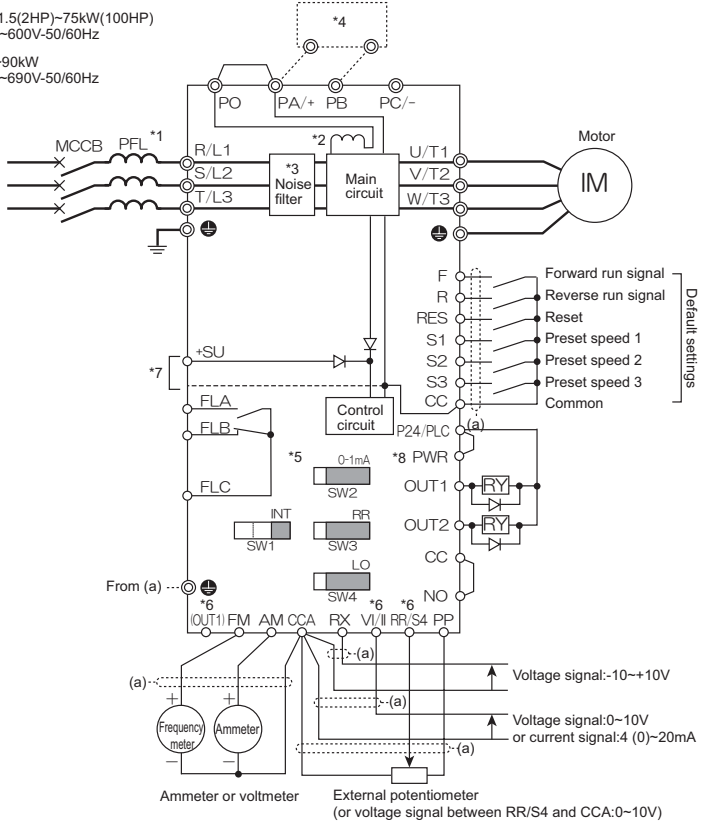 1.5(2HP)~75kW(100HP)
~600V-50/60Hz
~90kW
~690V-50/60Hz
*4
PO
PA/+
PB
PC/-
MCCB
PFL
*1
*2
R/L1
S/L2
T/L3
*3
Noise
filter
Main
circuit
U/T1
V/T2
W/T3
Motor
IM
F
R
RES
S1
S2
S3
CC
Forward run signal
Reverse run signal
Reset
Preset speed 1
Preset speed 2
Preset speed 3
Common
Default settings
(a)
*7
+SU
FLA
FLB
FLC
Control
circuit
P24/PLC
*8 PWR
OUT1
RY
OUT2
RY
CC
NO
*5
0-1mA
SW2
INT
SW1
RR
SW3
LO
SW4
From (a)
*6
*6
*6
(OUT1) FM AM CCA RX VI/II RR/S4 PP
(a)
(a)
(a)
(a)
+
+
Frequency
meter
Ammeter
−
−
Ammeter or voltmeter
Voltage signal:-10~+10V
Voltage signal:0~10V
or current signal:4 (0)~20mA
External potentiometer
(or voltage signal between RR/S4 and CCA:0~10V)